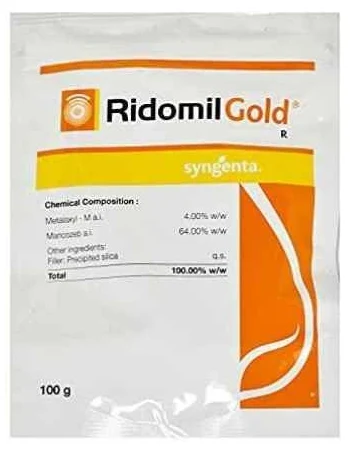 Ridomil Gold®
R
syngenta
Chemical Composition :
Metalaxyl - M a.i. 4.00% w/w
Mancozeb a.i. 64.00% w/w
Other ingredients:
Filler: Precipited silica q.s.
Total 100.00% w/w
100 g